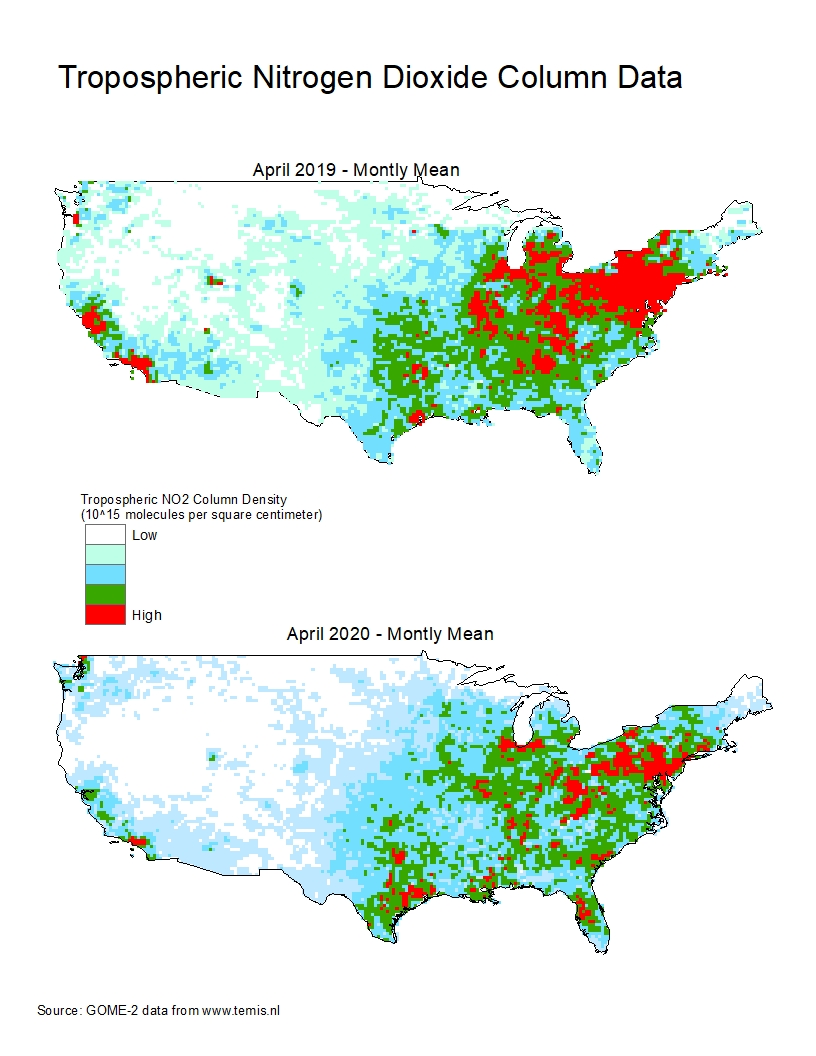 Tropospheric Nitrogen Dioxide Column Data
April 2019 - Montly Mean
Tropospheric NO2 Column Density
(10^15 molecules per square centimeter)
Low
High
April 2020 - Montly Mean
Source: GOME-2 data from www.temis.nl